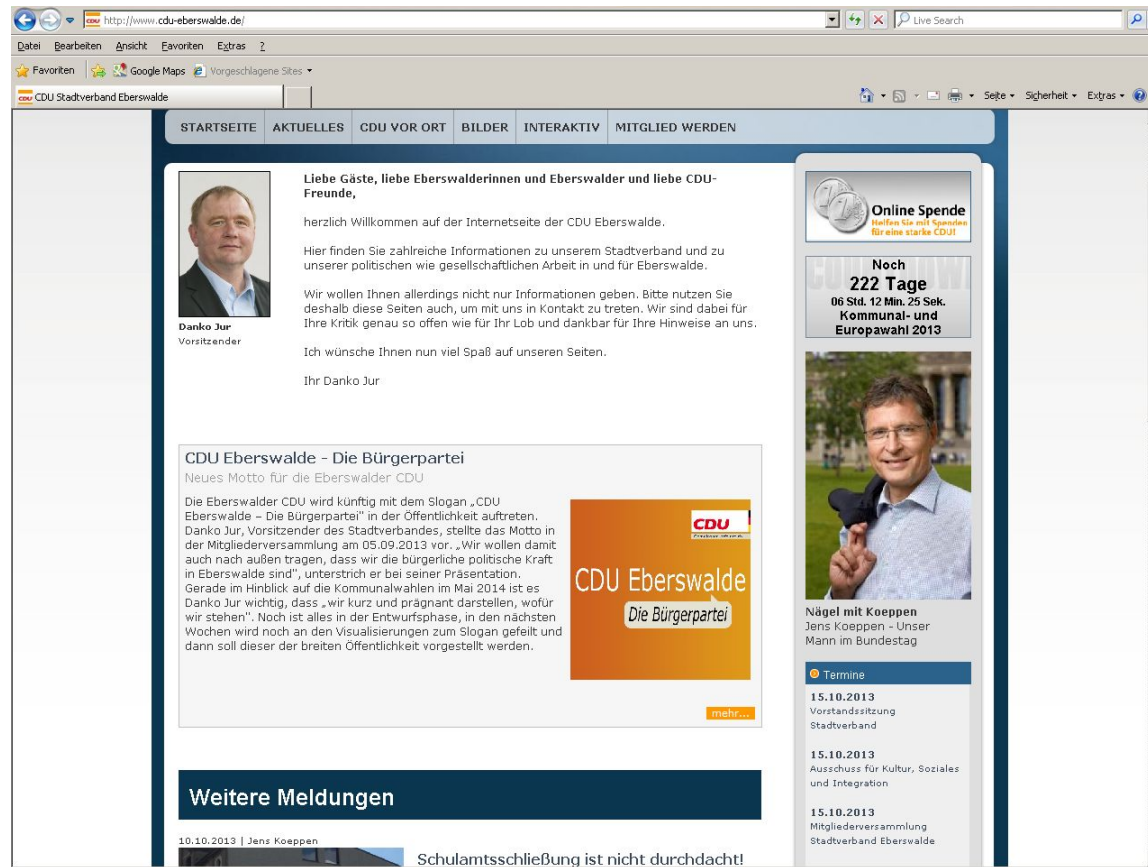 http://www.cdu-eberswalde.de/
Live Search
Datei Bearbeiten Ansicht Favoriten Extras ?
Favoriten Google Maps Vorgeschlagene Sites
CDU Stadtverband Eberswalde
Seite Sicherheit Extras
STARTSEITE AKTUELLES CDU VOR ORT BILDER INTERAKTIV MITGLIED WERDEN
Danko Jur
Vorsitzender
Liebe Gäste, liebe Eberswalderinnen und Eberswalder und liebe CDU-
Freunde,
herzlich Willkommen auf der Internetseite der CDU Eberswalde.
Hier finden Sie zahlreiche Informationen zu unserem Stadtverband und zu
unserer politischen wie gesellschaftlichen Arbeit in und für Eberswalde.
Wir wollen Ihnen allerdings nicht nur Informationen geben. Bitte nutzen Sie
deshalb diese Seiten auch, um mit uns in Kontakt zu treten. Wir sind dabei für
Ihre Kritik genau so offen wie für Ihr Lob und dankbar für Ihre Hinweise an uns.
Ich wünsche Ihnen nun viel Spaß auf unseren Seiten.
Ihr Danko Jur
CDU Eberswalde - Die Bürgerpartei
Neues Motto für die Eberswalder CDU
Die Eberswalder CDU wird künftig mit dem Slogan „CDU
Eberswalde – Die Bürgerpartei" in der Öffentlichkeit auftreten.
Danko Jur, Vorsitzender des Stadtverbandes, stellte das Motto in
der Mitgliederversammlung am 05.09.2013 vor. „Wir wollen damit
auch nach außen tragen, dass wir die bürgerliche politische Kraft
in Eberswalde sind", unterstrich er bei seiner Präsentation.
Gerade im Hinblick auf die Kommunalwahlen im Mai 2014 ist es
Danko Jur wichtig, dass „wir kurz und prägnant darstellen, wofür
wir stehen". Noch ist alles in der Entwurfsphase, in den nächsten
Wochen wird noch an den Visualisierungen zum Slogan gefeilt und
dann soll dieser der breiten Öffentlichkeit vorgestellt werden.
CDU
CDU Eberswalde
Die Bürgerpartei
mehr...
Weitere Meldungen
10.10.2013 | Jens Koeppen
Schulamtsschließung ist nicht durchdacht!
Online Spende
Helfen Sie mit Spenden
für eine starke CDU!
Noch
222 Tage
06 Std. 12 Min. 25 Sek.
Kommunal- und
Europawahl 2013
Nägel mit Koeppen
Jens Koeppen - Unser
Mann im Bundestag
Termine
15.10.2013
Vorstandssitzung
Stadtverband
15.10.2013
Ausschuss für Kultur, Soziales
und Integration
15.10.2013
Mitgliederversammlung
Stadtverband Eberswalde